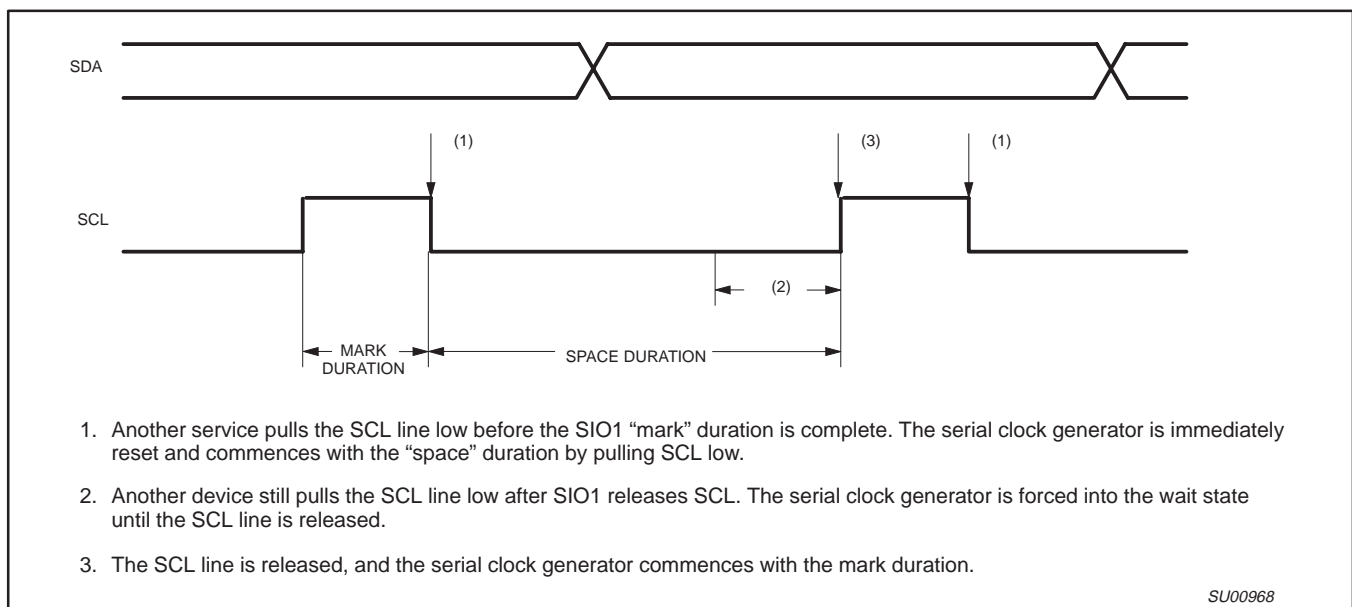 SDA
(1)
(3)
(1)
SCL
(2)
MARK
DURATION
SPACE DURATION
1. Another service pulls the SCL line low before the SIO1 “mark” duration is complete. The serial clock generator is immediately
reset and commences with the “space” duration by pulling SCL low.
2. Another device still pulls the SCL line low after SIO1 releases SCL. The serial clock generator is forced into the wait state
until the SCL line is released.
3. The SCL line is released, and the serial clock generator commences with the mark duration.
SU00968